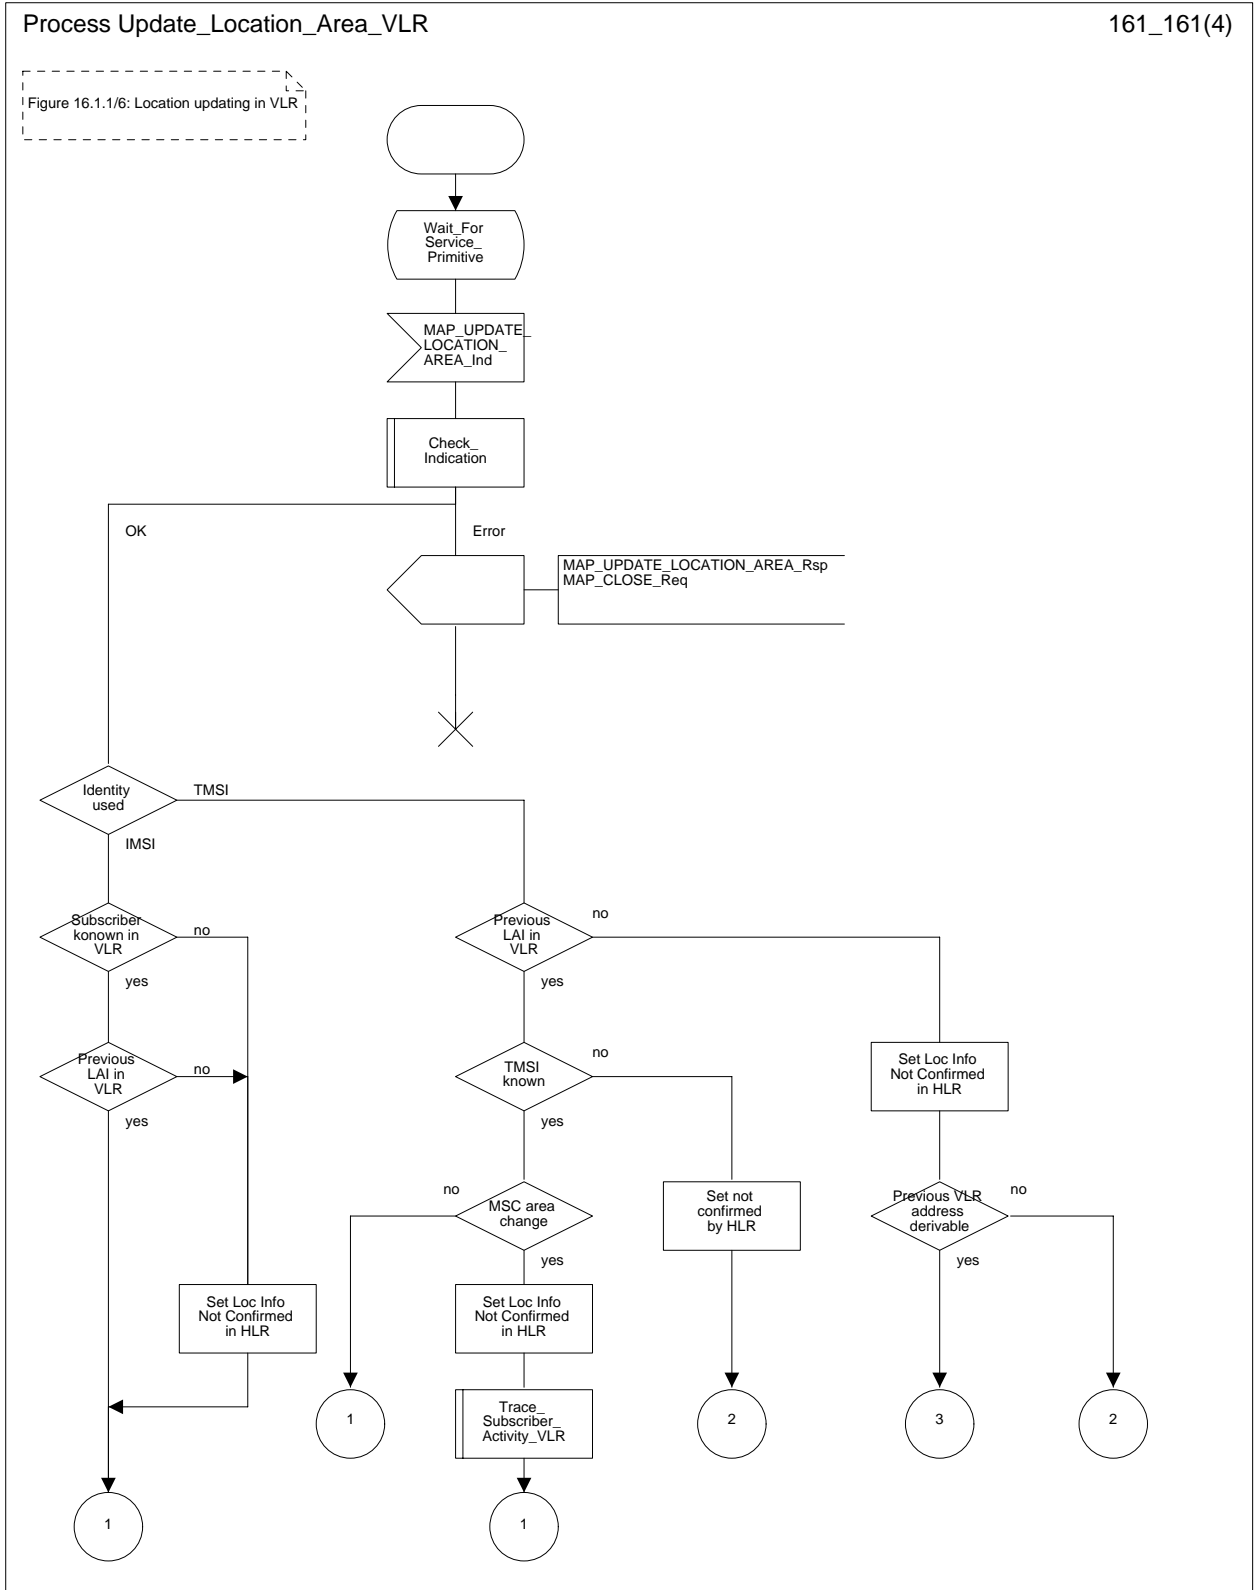 Process Update_Location_Area_VLR
161_161(4)
Figure 16.1.1/6: Location updating in VLR
Wait_For
Service_
Primitive
MAP_UPDATE_
LOCATION_
AREA_Ind
Check_
Indication
OK
Error
MAP_UPDATE_LOCATION_AREA_Rsp
MAP_CLOSE_Req
Identity
used
TMSI
IMSI
Subscriber
konown in
VLR
no
yes
Previous
LAI in
VLR
no
yes
Previous
LAI in
VLR
no
yes
TMSI
known
no
yes
Set Loc Info
Not Confirmed
in HLR
no
MSC area
change
yes
Set not
confirmed
by HLR
Previous VLR
address
derivable
no
yes
Set Loc Info
Not Confirmed
in HLR
Set Loc Info
Not Confirmed
in HLR
1
Trace_
Subscriber_
Activity_VLR
2
3
2
1
1